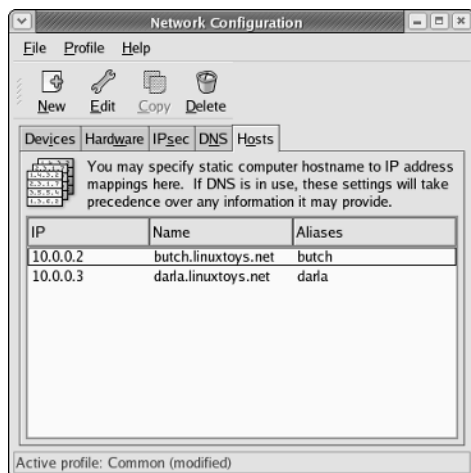 Network Configuration
File Profile Help
New Edit Copy Delete
Devices Hardware IPsec DNS Hosts
You may specify static computer hostname to IP address
mappings here. If DNS is in use, these settings will take
precedence over any information it may provide.
IP Name Aliases
10.0.0.2 butch.linuxtoys.net butch
10.0.0.3 darla.linuxtoys.net darla
Active profile: Common (modified)